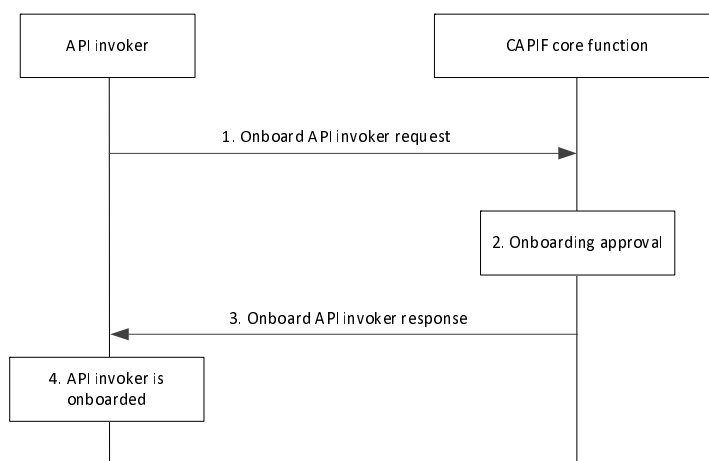 API invoker
CAPIF core function
1. Onboard API invoker request
2. Onboarding approval
3. Onboard API invoker response
4. API invoker is
onboarded